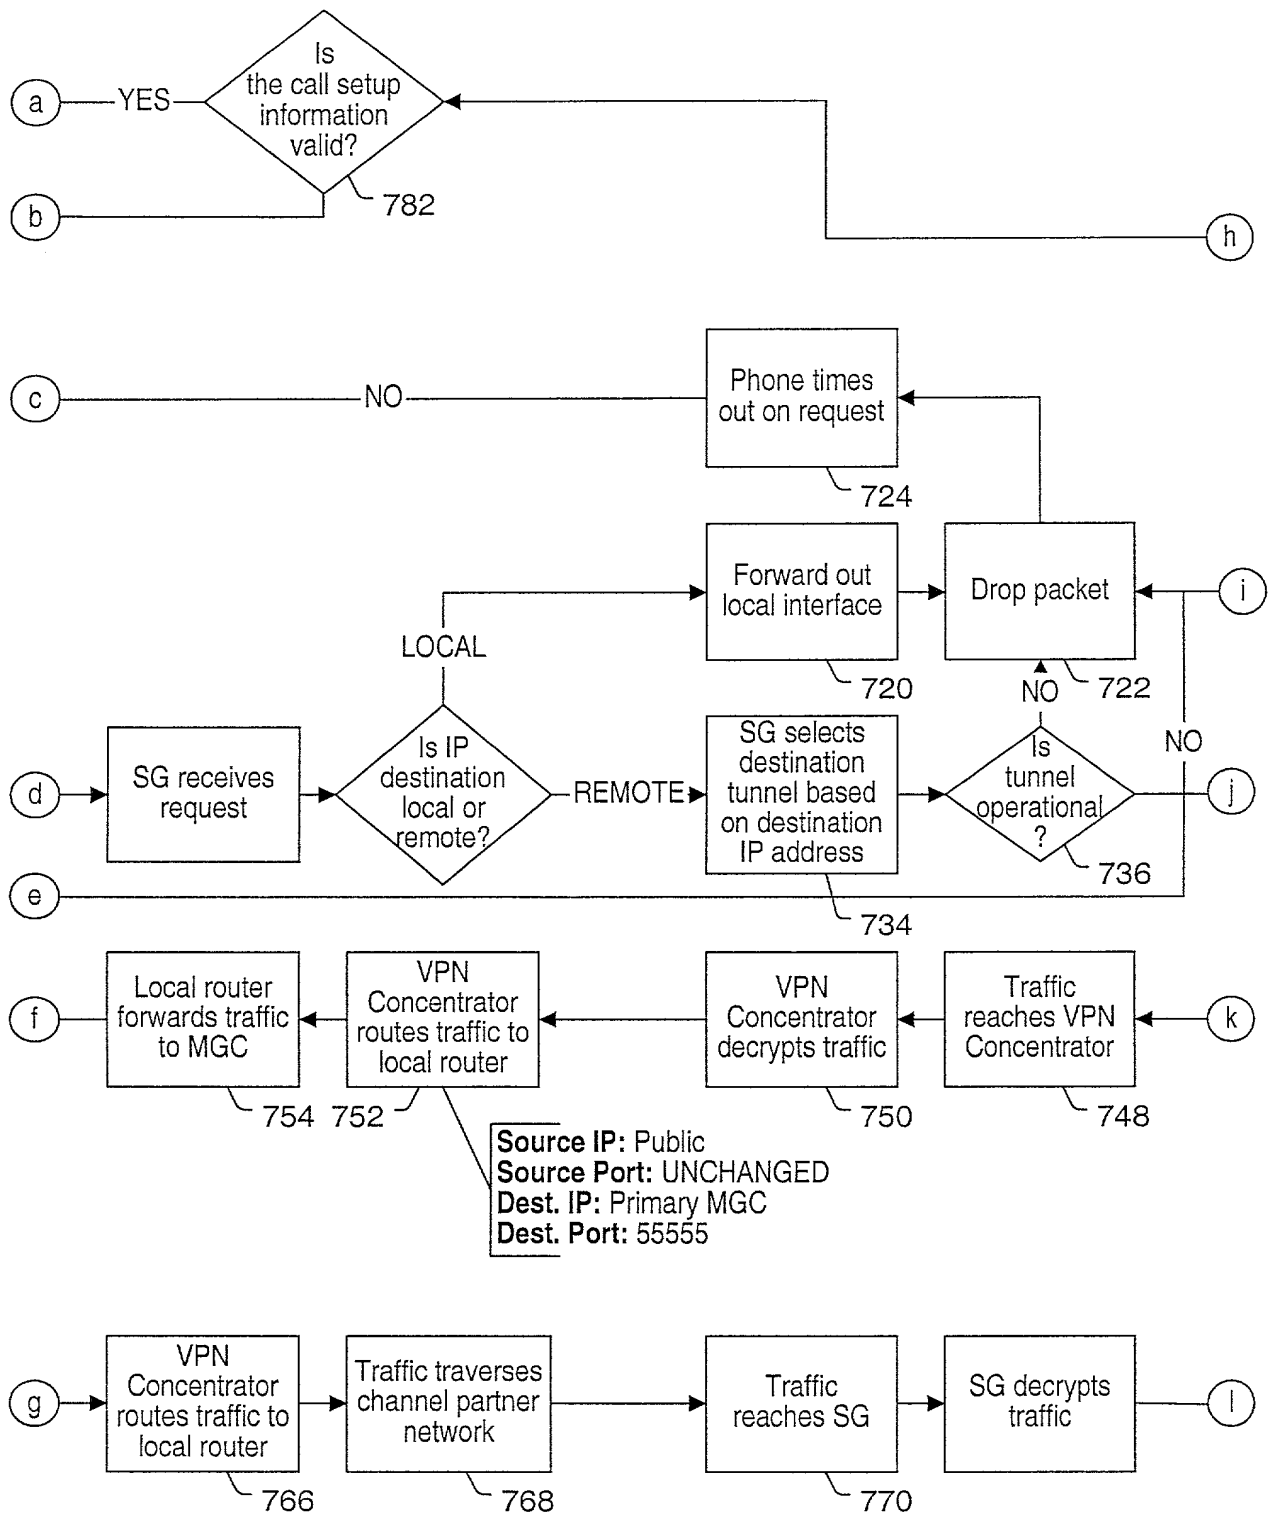 Is
the call setup
information
valid?
a
YES
782
b
h
c
NO
Phone times
out on request
724
Forward out
local interface
720
Drop packet
722
i
LOCAL
NO
NO
d
SG receives
request
Is IP
destination
local or
remote?
REMOTE
SG selects
destination
tunnel based
on destination
IP address
734
Is
tunnel
operational
?
736
j
e
f
Local router
forwards traffic
to MGC
754
VPN
Concentrator
routes traffic to
local router
752
VPN
Concentrator
decrypts traffic
750
Traffic
reaches VPN
Concentrator
748
k
Source IP: Public
Source Port: UNCHANGED
Dest. IP: Primary MGC
Dest. Port: 55555
g
VPN
Concentrator
routes traffic to
local router
766
Traffic traverses
channel partner
network
768
Traffic
reaches SG
770
SG decrypts
traffic
l